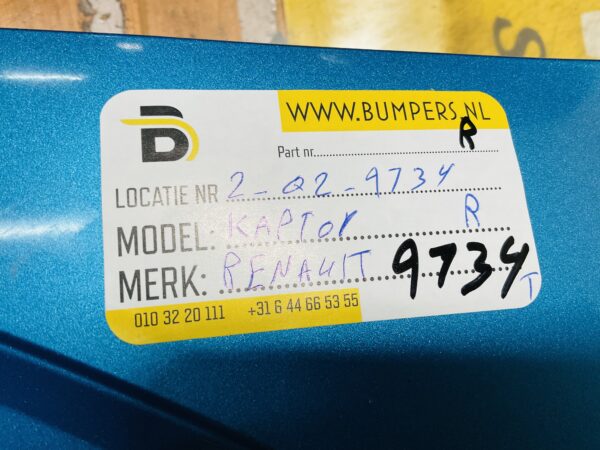 WWW.BUMPERS.NL
B
Part nr. R
LOCATIE NR 2-Q2-9734
MODEL: KAPTOr R
MERK: RENAULT 9734 T
010 32 20 111 +31 6 44 66 53 55
S